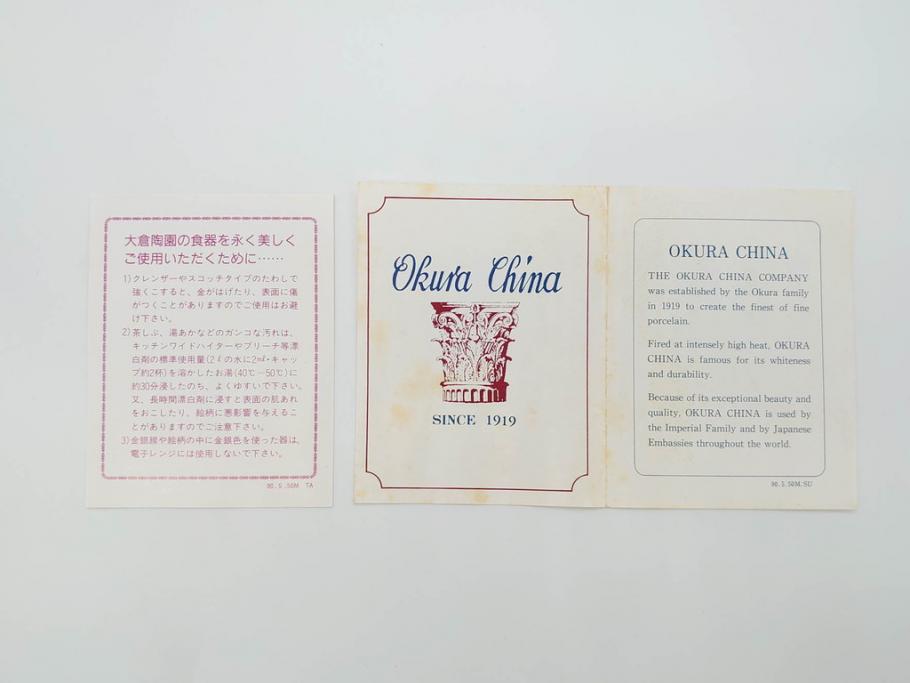 大倉陶園の食器を永く美しく
ご使用いただくために……
1)クレンザーやスコッチタイプのたわしで
強くこすると、金がはげたり、表面に傷
がつくことがありますのでご使用はお避
け下さい。
2)茶しぶ、湯あかなどのガンコな汚れは、
キッチンワイドハイターやブリーチ等漂
白剤の標準使用量(2ℓの水に2㎖・キャッ
プ約2杯)を溶かしたお湯(40℃―50℃)に
約30分浸したのち、よくゆすいで下さい。
又、長時間漂白剤に浸すと表面の肌あれ
をおこしたり、絵柄に悪影響を与えるこ
とがありますのでご注意下さい。
3)金銀線や絵柄の中に金銀色を使った器は、
電子レンジには使用しないで下さい。
90.5.50M TA
Okura China
SINCE 1919
OKURA CHINA
THE OKURA CHINA COMPANY
was established by the Okura family
in 1919 to create the finest of fine
porcelain.
Fired at intensely high heat, OKURA
CHINA is famous for its whiteness
and durability.
Because of its exceptional beauty and
quality, OKURA CHINA is used by
the Imperial Family and by Japanese
Embassies throughout the world.
90.5.50M.SU